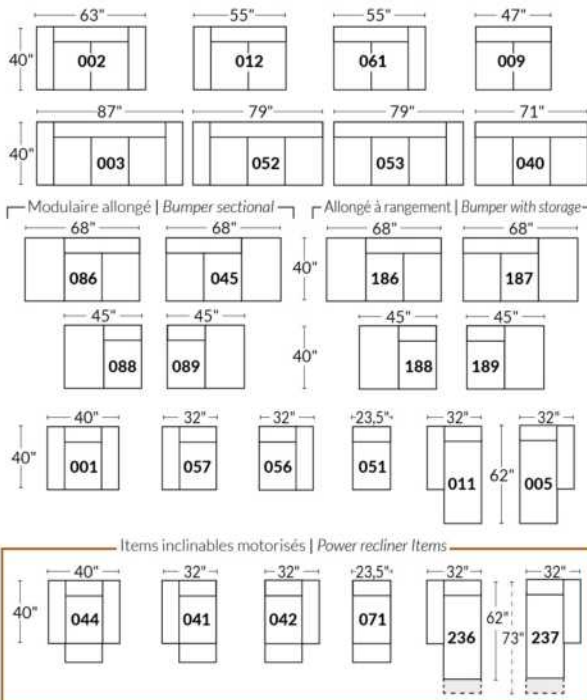 63" 55" 55" 47"
40" 002 012 061 009
87" 79" 79" 71"
40" 003 052 053 040
Modulaire allongé | Bumper sectional Allongé à rangement | Bumper with storage
68" 68" 68" 68"
086 045 40" 186 187
45" 45" 45" 45"
088 089 40" 188 189
40" 32" 32" 23,5" 32" 32"
40" 001 057 056 051 011 62" 005
Items inclinables motorisés | Power recliner Items
40" 32" 32" 23,5" 32" 32"
40" 044 041 042 071 236 62" 73" 237